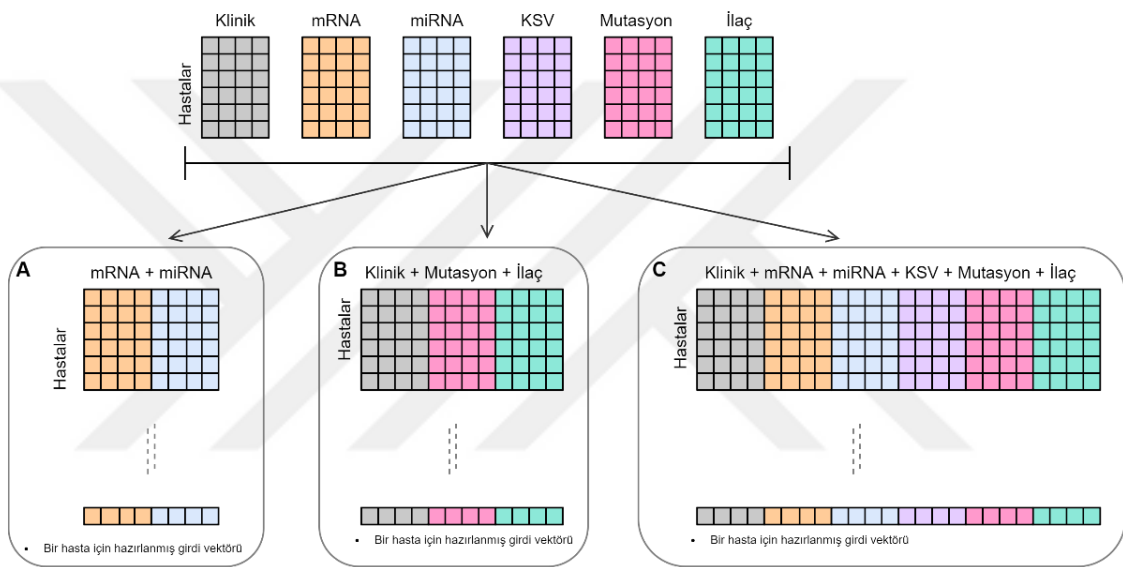 Klinik mRNA miRNA KSV Mutasyon İlaç
Hastalar
A
mRNA + miRNA
Hastalar
• Bir hasta için hazırlanmış girdi vektörü
B
Klinik + Mutasyon + İlaç
Hastalar
• Bir hasta için hazırlanmış girdi vektörü
C
Klinik + mRNA + miRNA + KSV + Mutasyon + İlaç
Hastalar
• Bir hasta için hazırlanmış girdi vektörü